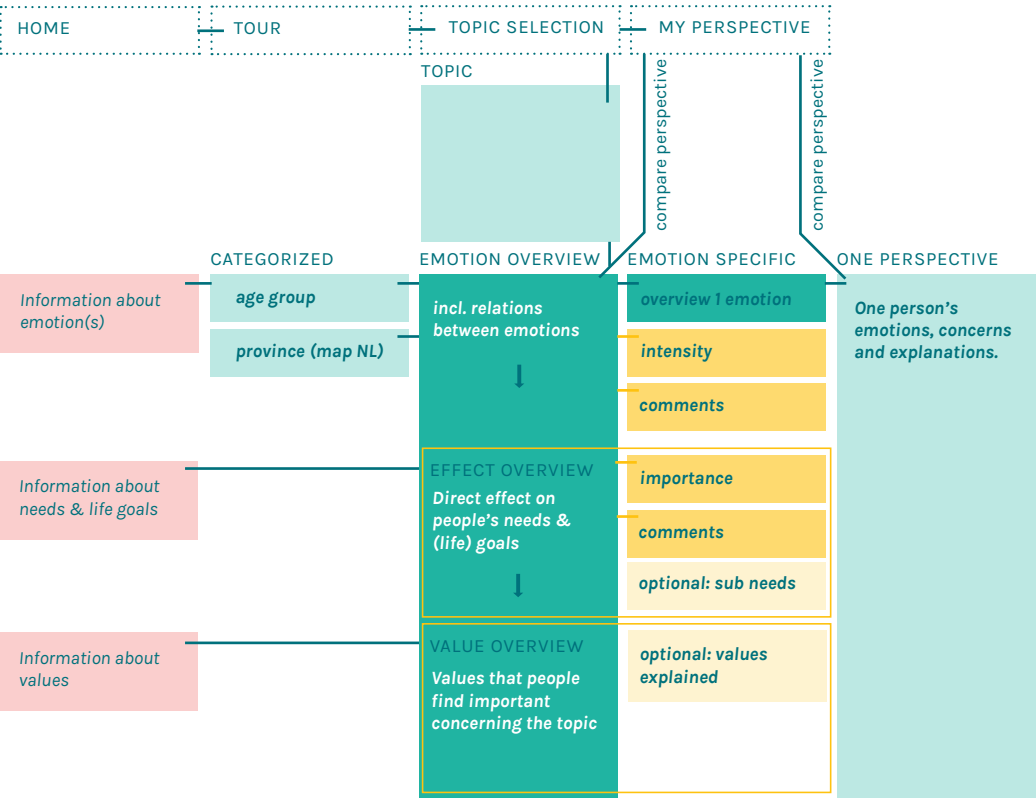 HOME
TOUR
TOPIC SELECTION
MY PERSPECTIVE
TOPIC
compare perspective
compare perspective
CATEGORIZED
EMOTION OVERVIEW
EMOTION SPECIFIC
ONE PERSPECTIVE
Information about
emotion(s)
age group
province (map NL)
incl. relations
between emotions
overview 1 emotion
intensity
comments
One person's
emotions, concerns
and explanations.
Information about
needs & life goals
EFFECT OVERVIEW
Direct effect on
people's needs &
(life) goals
importance
comments
optional: sub needs
Information about
values
VALUE OVERVIEW
Values that people
find important
concerning the topic
optional: values
explained